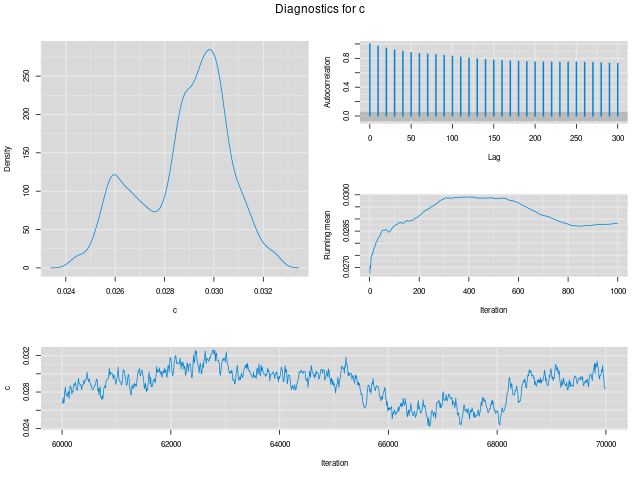 Diagnostics for c
Density
0 50 100 150 200 250
0.024 0.026 0.028 0.030 0.032
c
Autocorrelation
0.0 0.4 0.8
0 50 100 150 200 250 300
Lag
Running mean
0.0270 0.0285 0.0300
0 200 400 600 800 1000
Iteration
c
0.024 0.028 0.032
60000 62000 64000 66000 68000 70000
Iteration